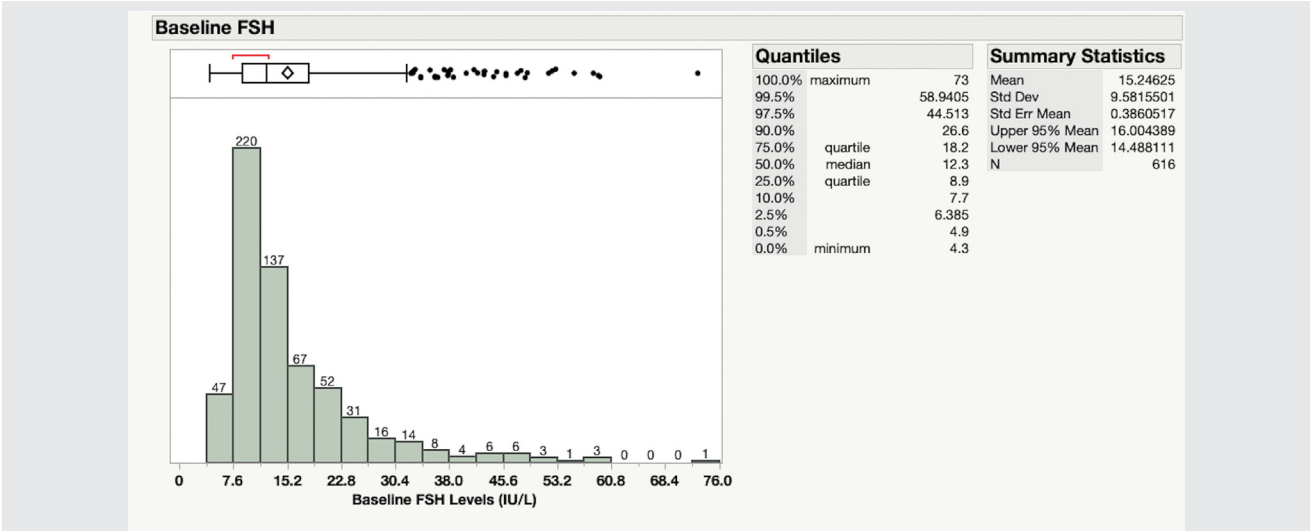 Baseline FSH
220
137
67
52
47
31
16
14
8
4
6
6
3
1
3
0
0
0
1
0 7.6 15.2 22.8 30.4 38.0 45.6 53.2 60.8 68.4 76.0
Baseline FSH Levels (IU/L)
Quantiles
100.0% maximum 73
99.5% 58.9405
97.5% 44.513
90.0% 26.6
75.0% quartile 18.2
50.0% median 12.3
25.0% quartile 8.9
10.0% 7.7
2.5% 6.385
0.5% 4.9
0.0% minimum 4.3
Summary Statistics
Mean 15.24625
Std Dev 9.5815501
Std Err Mean 0.3860517
Upper 95% Mean 16.004389
Lower 95% Mean 14.488111
N 616